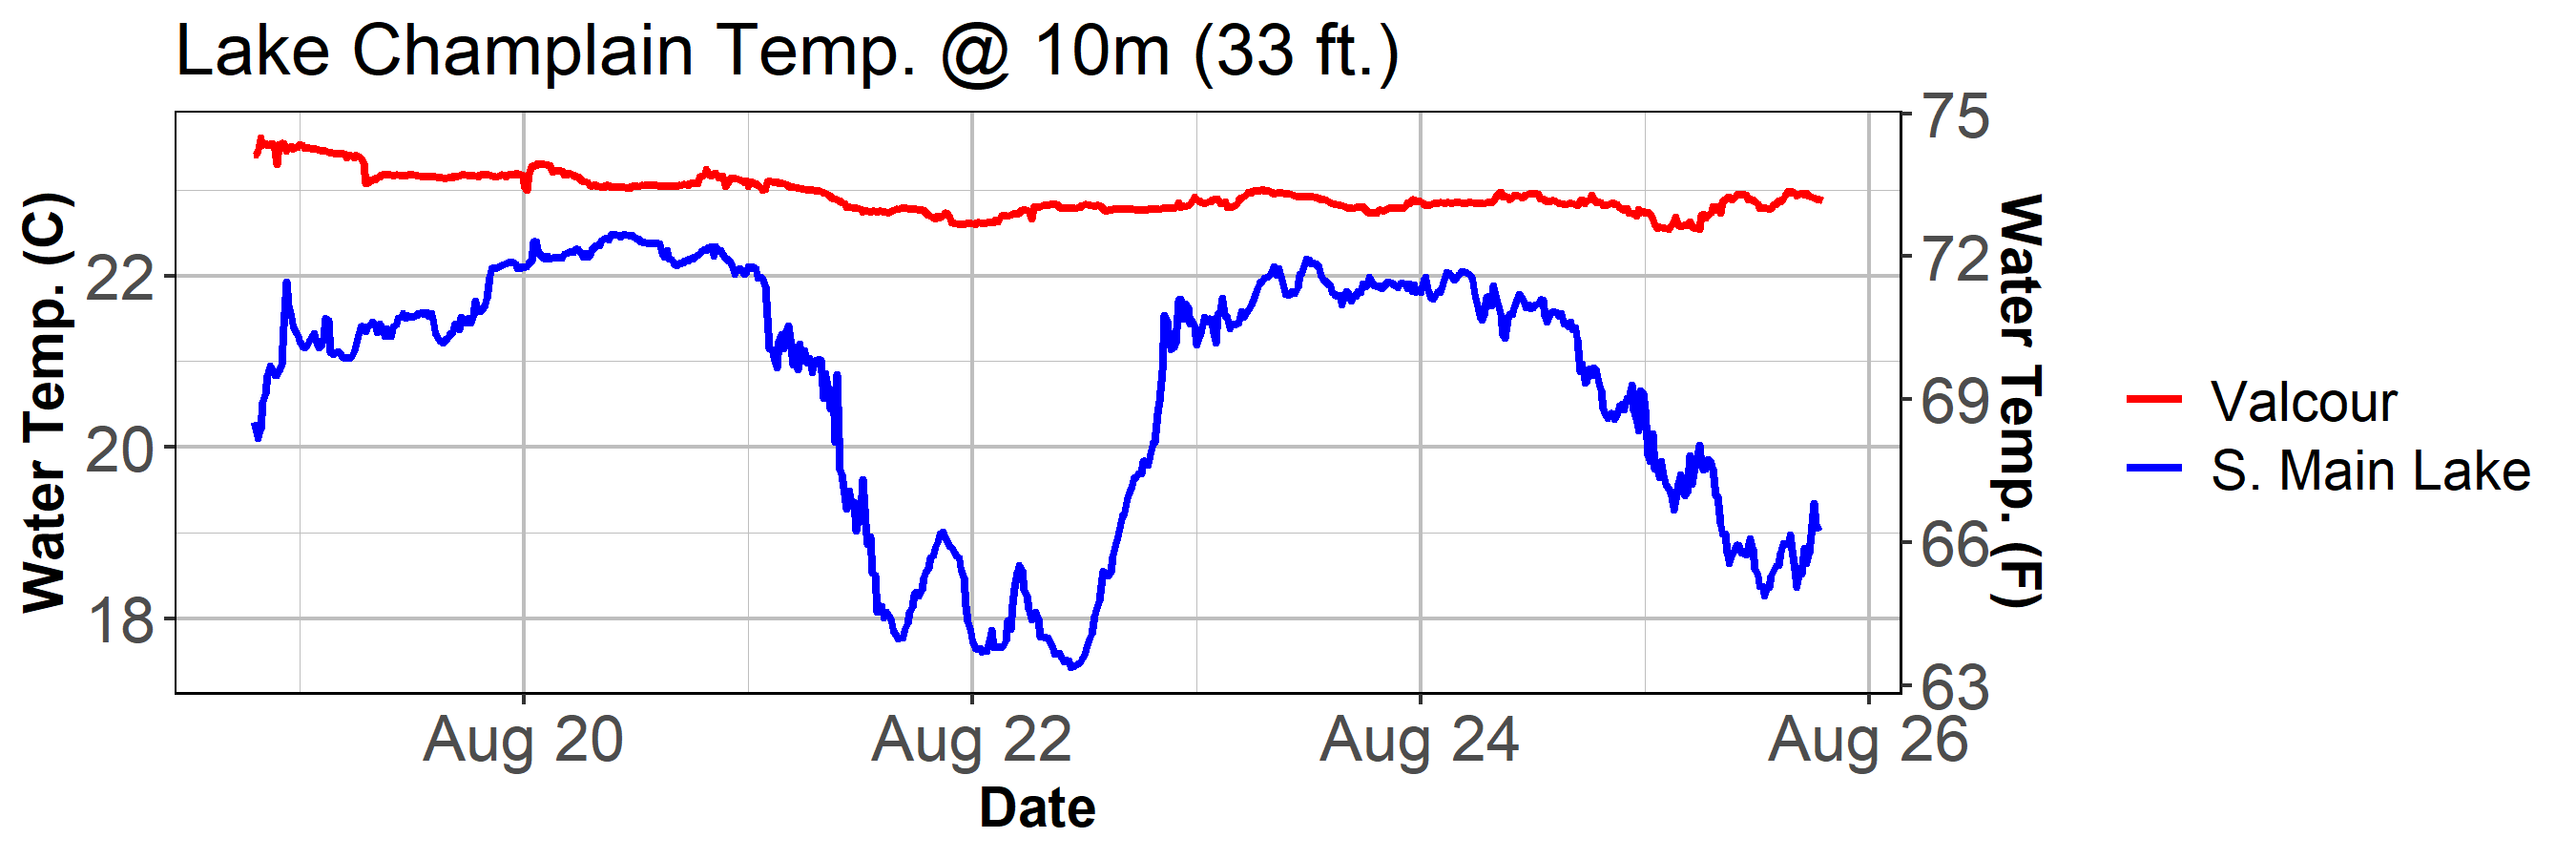 Lake Champlain Temp. @ 10m (33 ft.)
Water Temp. (C)
22
20
18
75
72
69
66
63
Water Temp. (F)
Aug 20
Aug 22
Aug 24
Aug 26
Date
Valcour
S. Main Lake